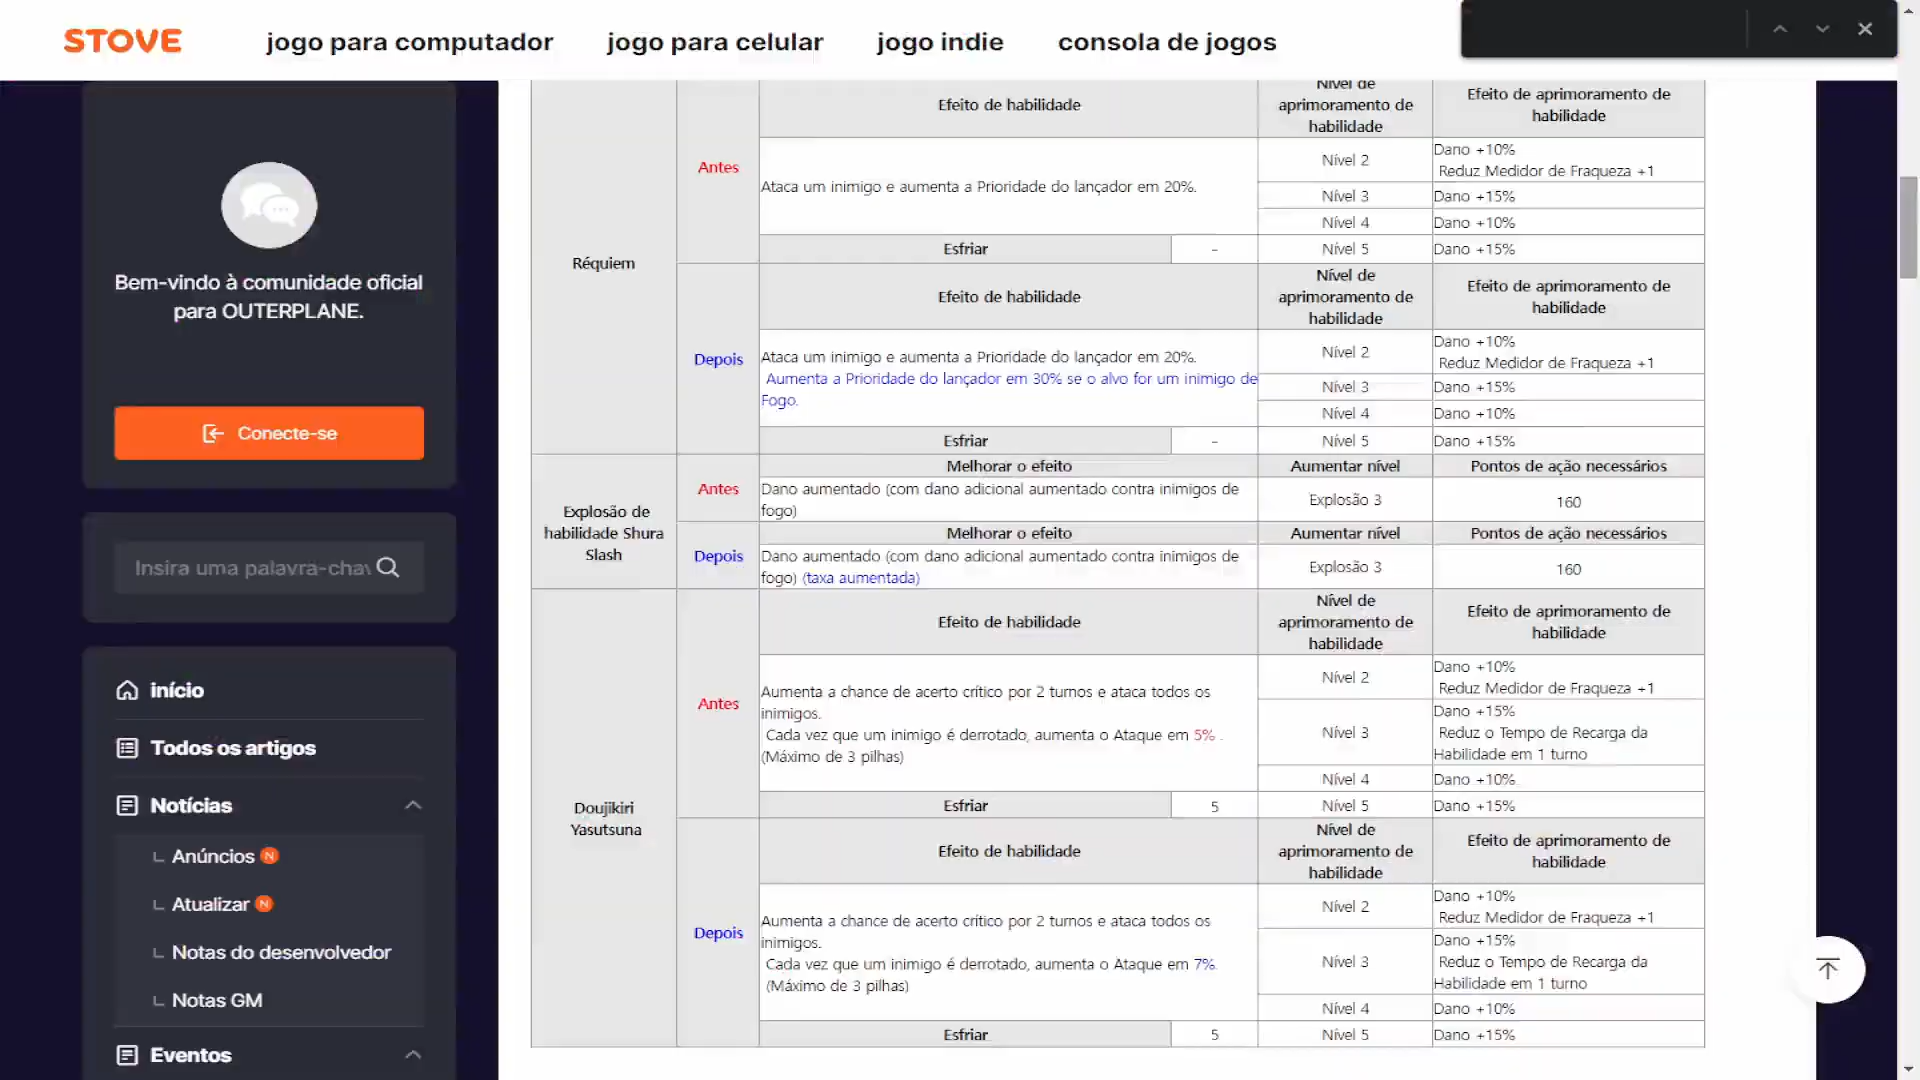 STOVE
jogo para computador
jogo para celular
jogo indie
consola de jogos
Bem-vindo à comunidade oficial
para OUTERPLANE.
Conecte-se
Insira uma palavra-chav
início
Todos os artigos
Notícias
Anúncios N
Atualizar N
Notas do desenvolvedor
Notas GM
Eventos
Réquiem
Antes
Efeito de habilidade
Nível de
aprimoramento de
habilidade
Efeito de aprimoramento de
habilidade
Ataca um inimigo e aumenta a Prioridade do lançador em 20%.
Nível 2
Dano +10%
Reduz Medidor de Fraqueza +1
Nível 3
Dano +15%
Nível 4
Dano +10%
Esfriar
-
Nível 5
Dano +15%
Depois
Efeito de habilidade
Nível de
aprimoramento de
habilidade
Efeito de aprimoramento de
habilidade
Ataca um inimigo e aumenta a Prioridade do lançador em 20%.
Aumenta a Prioridade do lançador em 30% se o alvo for um inimigo de
Fogo.
Nível 2
Dano +10%
Reduz Medidor de Fraqueza +1
Nível 3
Dano +15%
Nível 4
Dano +10%
Esfriar
-
Nível 5
Dano +15%
Explosão de
habilidade Shura
Slash
Antes
Melhorar o efeito
Aumentar nível
Pontos de ação necessários
Dano aumentado (com dano adicional aumentado contra inimigos de
fogo)
Explosão 3
160
Depois
Melhorar o efeito
Aumentar nível
Pontos de ação necessários
Dano aumentado (com dano adicional aumentado contra inimigos de
fogo) (taxa aumentada)
Explosão 3
160
Doujikiri
Yasutsuna
Antes
Efeito de habilidade
Nível de
aprimoramento de
habilidade
Efeito de aprimoramento de
habilidade
Aumenta a chance de acerto crítico por 2 turnos e ataca todos os
inimigos.
Cada vez que um inimigo é derrotado, aumenta o Ataque em 5% .
(Máximo de 3 pilhas)
Nível 2
Dano +10%
Reduz Medidor de Fraqueza +1
Nível 3
Dano +15%
Reduz o Tempo de Recarga da
Habilidade em 1 turno
Nível 4
Dano +10%
Esfriar
5
Nível 5
Dano +15%
Depois
Efeito de habilidade
Nível de
aprimoramento de
habilidade
Efeito de aprimoramento de
habilidade
Aumenta a chance de acerto crítico por 2 turnos e ataca todos os
inimigos.
Cada vez que um inimigo é derrotado, aumenta o Ataque em 7%.
(Máximo de 3 pilhas)
Nível 2
Dano +10%
Reduz Medidor de Fraqueza +1
Nível 3
Dano +15%
Reduz o Tempo de Recarga da
Habilidade em 1 turno
Nível 4
Dano +10%
Esfriar
5
Nível 5
Dano +15%